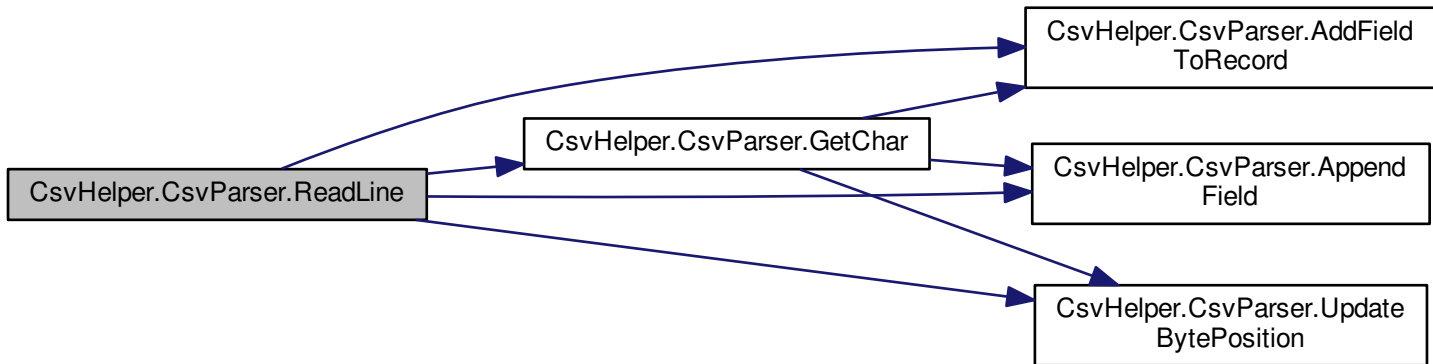 CsvHelper.CsvParser.ReadLine
CsvHelper.CsvParser.GetChar
CsvHelper.CsvParser.AddField
ToRecord
CsvHelper.CsvParser.Append
Field
CsvHelper.CsvParser.Update
BytePosition